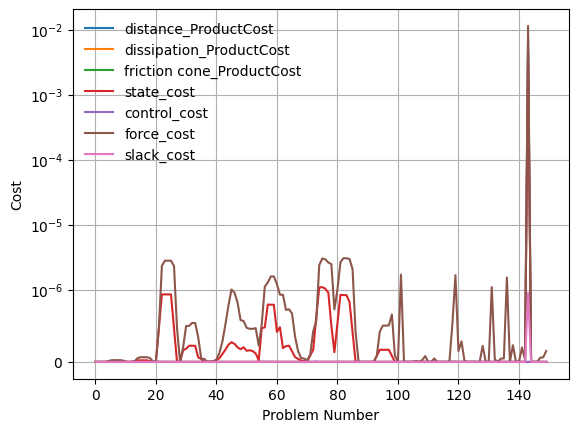 distance_ProductCost
dissipation_ProductCost
friction cone_ProductCost
state_cost
control_cost
force_cost
slack_cost
10⁻²
10⁻³
10⁻⁴
10⁻⁵
10⁻⁶
0
Cost
0 20 40 60 80 100 120 140
Problem Number